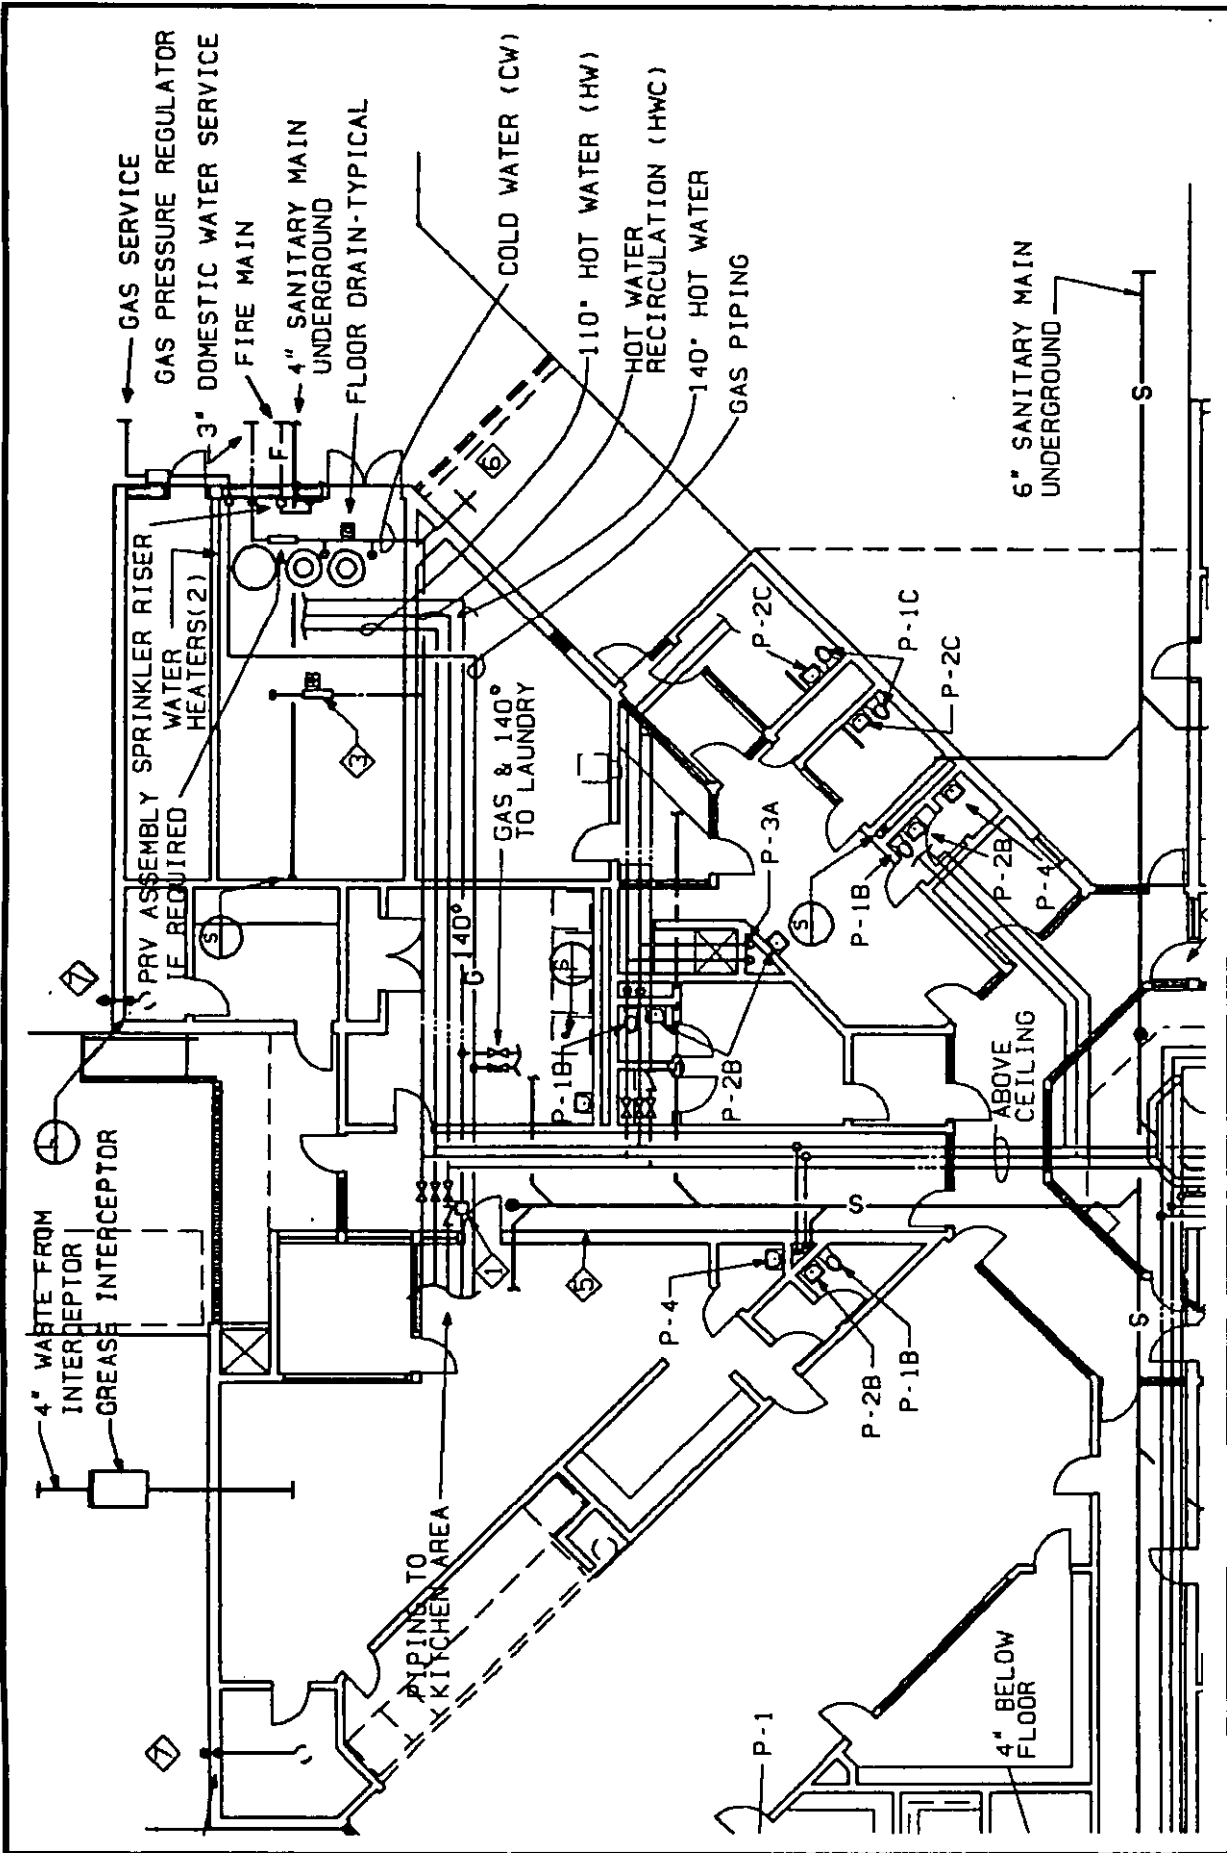 GAS SERVICE
GAS PRESSURE REGULATOR
3" DOMESTIC WATER SERVICE
FIRE MAIN
4" SANITARY MAIN
UNDERGROUND
FLOOR DRAIN-TYPICAL
COLD WATER (CW)
110° HOT WATER (HW)
HOT WATER
RECIRCULATION (HWC)
140° HOT WATER
GAS PIPING
6" SANITARY MAIN
UNDERGROUND
S
F
6
PRV ASSEMBLY
IF REQUIRED
SPRINKLER RISER
WATER
HEATERS(2)
3
7
S
GAS & 140°
TO LAUNDRY
140°
G
S
P-2C
P-1C
P-2C
P-3A
S
P-1B
P-2B
P-4
P-1B
P-2B
ABOVE
CEILING
4" WASTE FROM
INTERCEPTOR
GREASE INTERCEPTOR
1
5
S
P-4
P-2B
P-1B
S
PIPING TO
KITCHEN AREA
7
P-1
4" BELOW
FLOOR